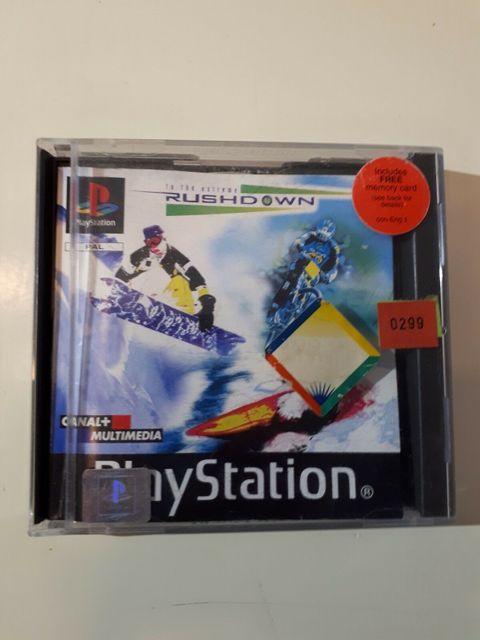 PlayStation
PAL
to the extreme
RUSHDOWN
Includes
FREE
memory card
(see back for
details)
0299
CANAL+
MULTIMEDIA
PlayStation®